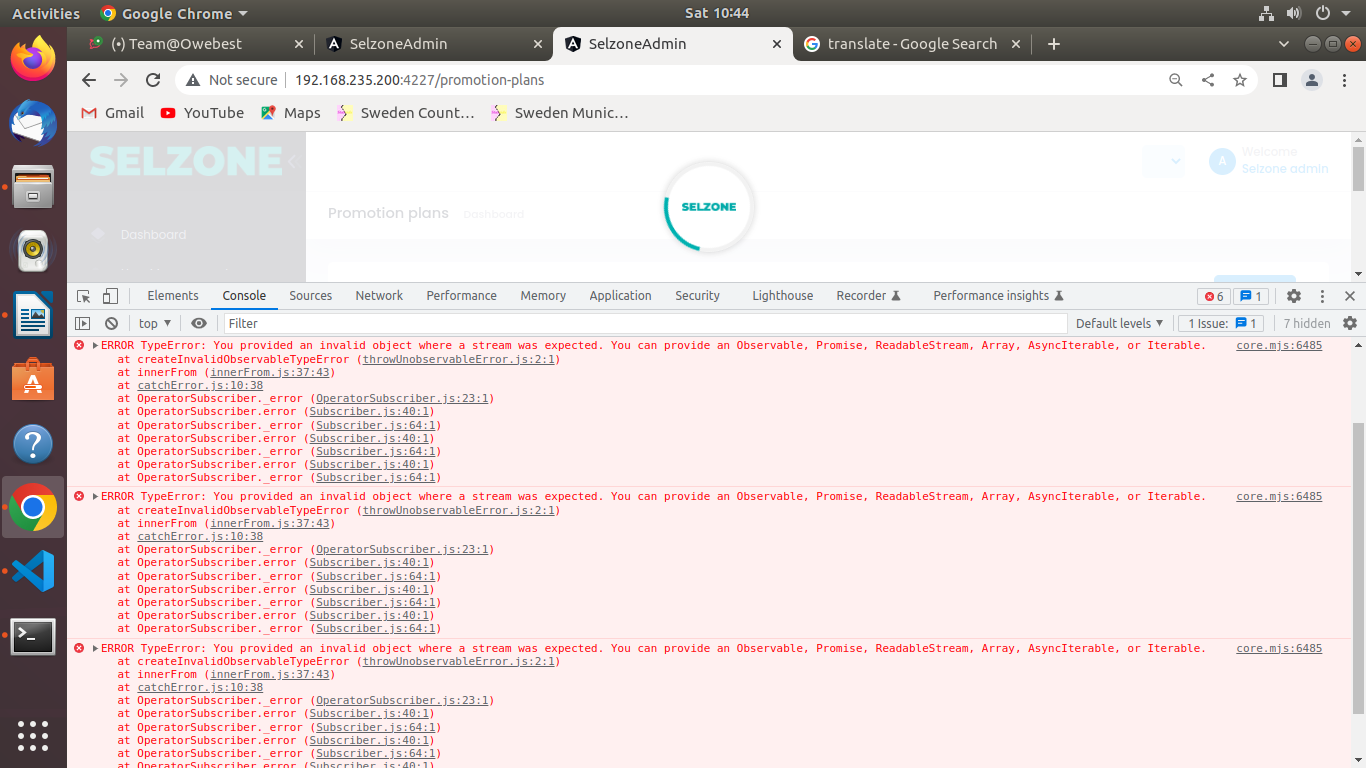 Activities Google Chrome Sat 10:44
(•) Team@Owebest SelzoneAdmin SelzoneAdmin translate - Google Search
Not secure 192.168.235.200:4227/promotion-plans
Gmail YouTube Maps Sweden Count… Sweden Munic…
SELZONE
A Welcome
Selzone admin
SELZONE
Promotion plans Dashboard
Dashboard
Elements Console Sources Network Performance Memory Application Security Lighthouse Recorder Performance insights 6 1
top Filter Default levels 1 Issue: 1 7 hidden
ERROR TypeError: You provided an invalid object where a stream was expected. You can provide an Observable, Promise, ReadableStream, Array, AsyncIterable, or Iterable. core.mjs:6485
at createInvalidObservableTypeError (throwUnobservableError.js:2:1)
at innerFrom (innerFrom.js:37:43)
at catchError.js:10:38
at OperatorSubscriber._error (OperatorSubscriber.js:23:1)
at OperatorSubscriber.error (Subscriber.js:40:1)
at OperatorSubscriber._error (Subscriber.js:64:1)
at OperatorSubscriber.error (Subscriber.js:40:1)
at OperatorSubscriber._error (Subscriber.js:64:1)
at OperatorSubscriber.error (Subscriber.js:40:1)
at OperatorSubscriber._error (Subscriber.js:64:1)
ERROR TypeError: You provided an invalid object where a stream was expected. You can provide an Observable, Promise, ReadableStream, Array, AsyncIterable, or Iterable. core.mjs:6485
at createInvalidObservableTypeError (throwUnobservableError.js:2:1)
at innerFrom (innerFrom.js:37:43)
at catchError.js:10:38
at OperatorSubscriber._error (OperatorSubscriber.js:23:1)
at OperatorSubscriber.error (Subscriber.js:40:1)
at OperatorSubscriber._error (Subscriber.js:64:1)
at OperatorSubscriber.error (Subscriber.js:40:1)
at OperatorSubscriber._error (Subscriber.js:64:1)
at OperatorSubscriber.error (Subscriber.js:40:1)
at OperatorSubscriber._error (Subscriber.js:64:1)
ERROR TypeError: You provided an invalid object where a stream was expected. You can provide an Observable, Promise, ReadableStream, Array, AsyncIterable, or Iterable. core.mjs:6485
at createInvalidObservableTypeError (throwUnobservableError.js:2:1)
at innerFrom (innerFrom.js:37:43)
at catchError.js:10:38
at OperatorSubscriber._error (OperatorSubscriber.js:23:1)
at OperatorSubscriber.error (Subscriber.js:40:1)
at OperatorSubscriber._error (Subscriber.js:64:1)
at OperatorSubscriber.error (Subscriber.js:40:1)
at OperatorSubscriber._error (Subscriber.js:64:1)
at OperatorSubscriber.error (Subscriber.js:40:1)